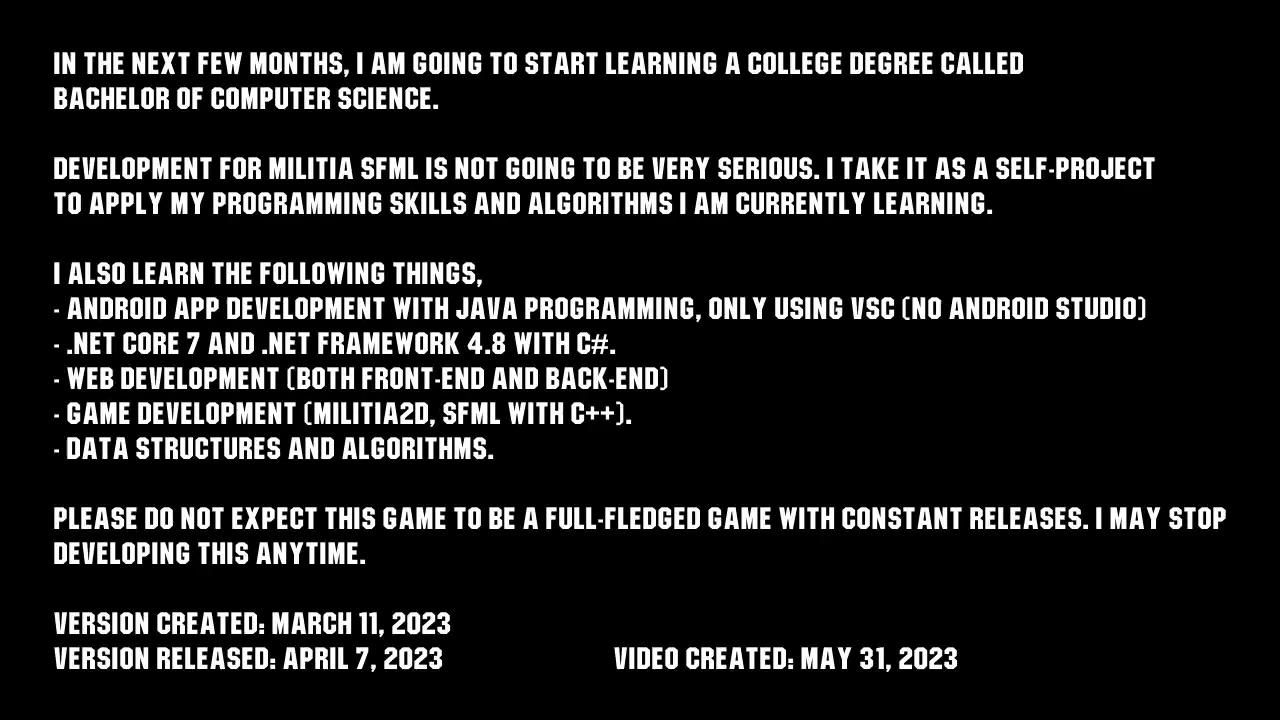 IN THE NEXT FEW MONTHS, I AM GOING TO START LEARNING A COLLEGE DEGREE CALLED
BACHELOR OF COMPUTER SCIENCE.
DEVELOPMENT FOR MILITIA SFML IS NOT GOING TO BE VERY SERIOUS. I TAKE IT AS A SELF-PROJECT
TO APPLY MY PROGRAMMING SKILLS AND ALGORITHMS I AM CURRENTLY LEARNING.
I ALSO LEARN THE FOLLOWING THINGS,
- ANDROID APP DEVELOPMENT WITH JAVA PROGRAMMING, ONLY USING VSC (NO ANDROID STUDIO)
- .NET CORE 7 AND .NET FRAMEWORK 4.8 WITH C#.
- WEB DEVELOPMENT (BOTH FRONT-END AND BACK-END)
- GAME DEVELOPMENT (MILITIA2D, SFML WITH C++).
- DATA STRUCTURES AND ALGORITHMS.
PLEASE DO NOT EXPECT THIS GAME TO BE A FULL-FLEDGED GAME WITH CONSTANT RELEASES. I MAY STOP
DEVELOPING THIS ANYTIME.
VERSION CREATED: MARCH 11, 2023
VERSION RELEASED: APRIL 7, 2023 VIDEO CREATED: MAY 31, 2023